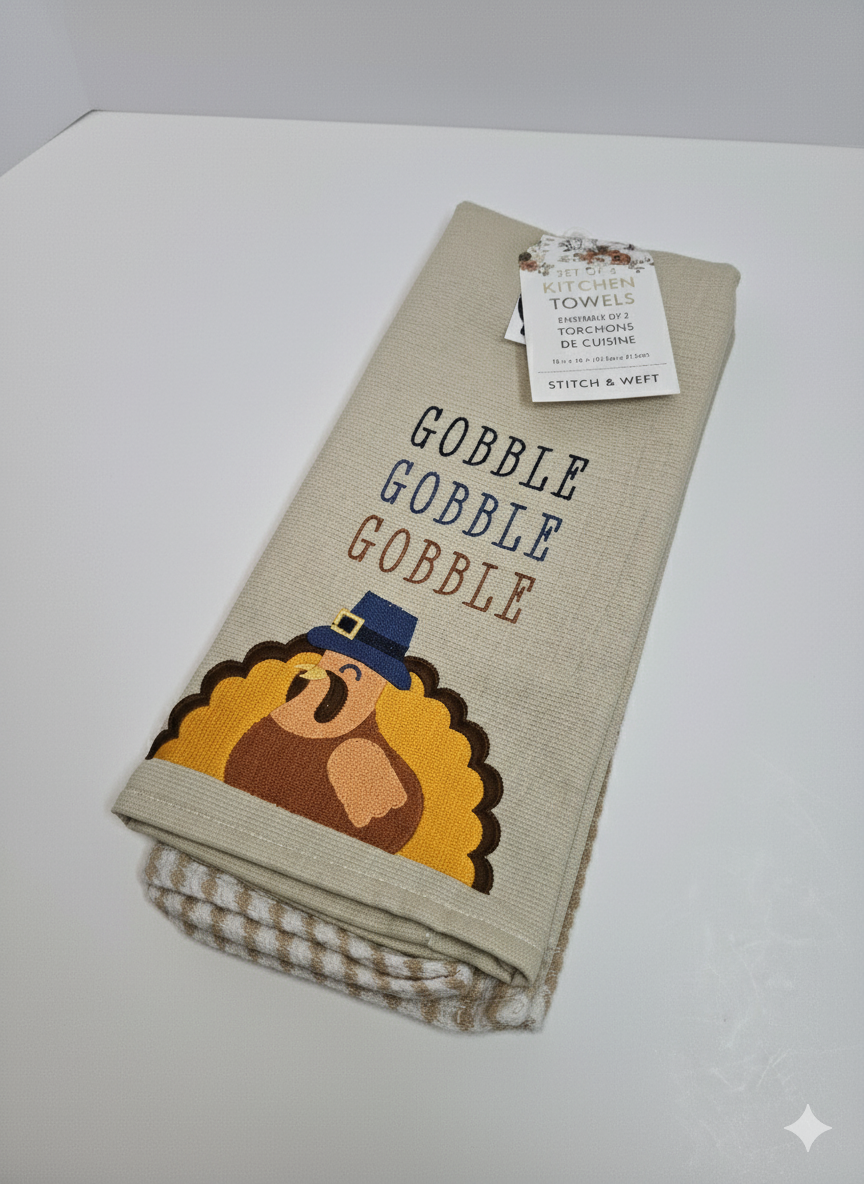 KITCHEN
TOWELS
TORCHONS
DE CUISINE
STITCH & WEFT
GOBBLE
GOBBLE
GOBBLE